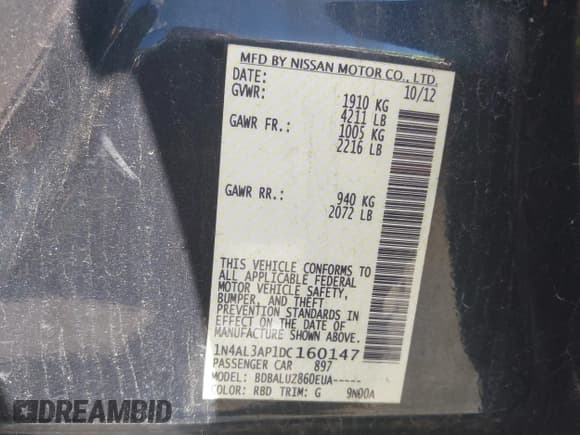 MFD BY NISSAN MOTOR CO., LTD.
DATE: 10/12
GVWR: 1910 KG
4211 LB
GAWR FR.: 1005 KG
2216 LB
GAWR RR.: 940 KG
2072 LB
THIS VEHICLE CONFORMS TO
ALL APPLICABLE FEDERAL
MOTOR VEHICLE SAFETY,
BUMPER, AND THEFT
PREVENTION STANDARDS IN
EFFECT ON THE DATE OF
MANUFACTURE SHOWN ABOVE.
1N4AL3AP1DC160147
PASSENGER CAR 897
MODEL: BDBALUZ860EUA-----
COLOR: RBD TRIM: G 9N00A
DREAMBID